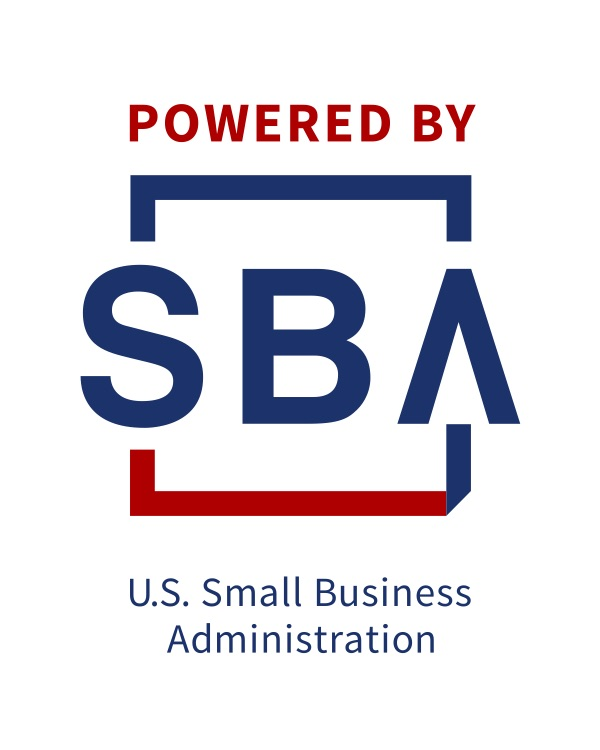 POWERED BY
SBA
U.S. Small Business
Administration